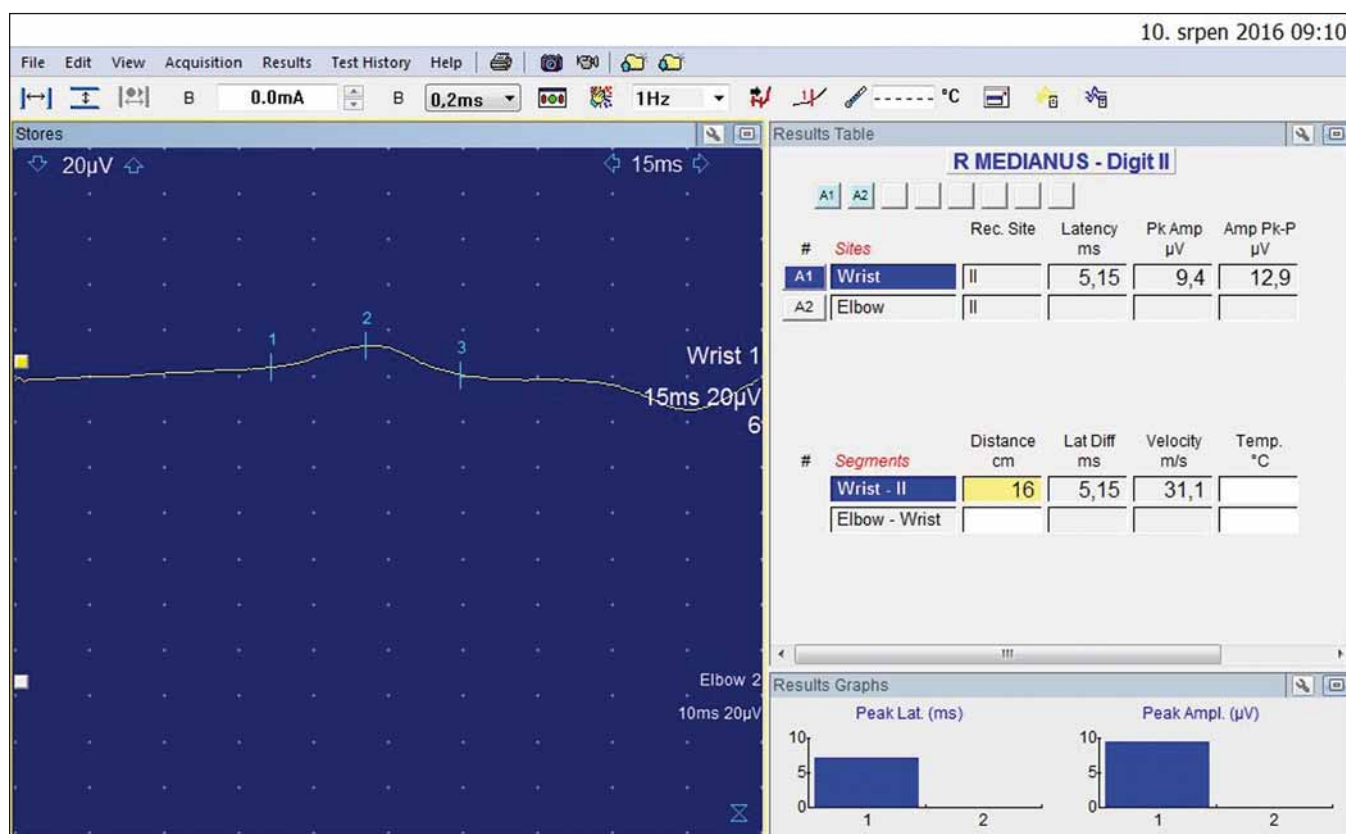 10. srpen 2016 09:10
File Edit View Acquisition Results Test History Help
B 0.0mA B 0,2ms 1Hz ------ °C
Stores
20µV 15ms
1 2 3
Wrist 1
15ms 20µV
6
Elbow 2
10ms 20µV
Results Table
R MEDIANUS - Digit II
A1 A2
# Sites Rec. Site Latency ms Pk Amp µV Amp Pk-P µV
A1 Wrist II 5,15 9,4 12,9
A2 Elbow II
# Segments Distance cm Lat Diff ms Velocity m/s Temp. °C
Wrist - II 16 5,15 31,1
Elbow - Wrist
Results Graphs
Peak Lat. (ms) Peak Ampl. (µV)
10 10
5 5
0 0
1 2 1 2